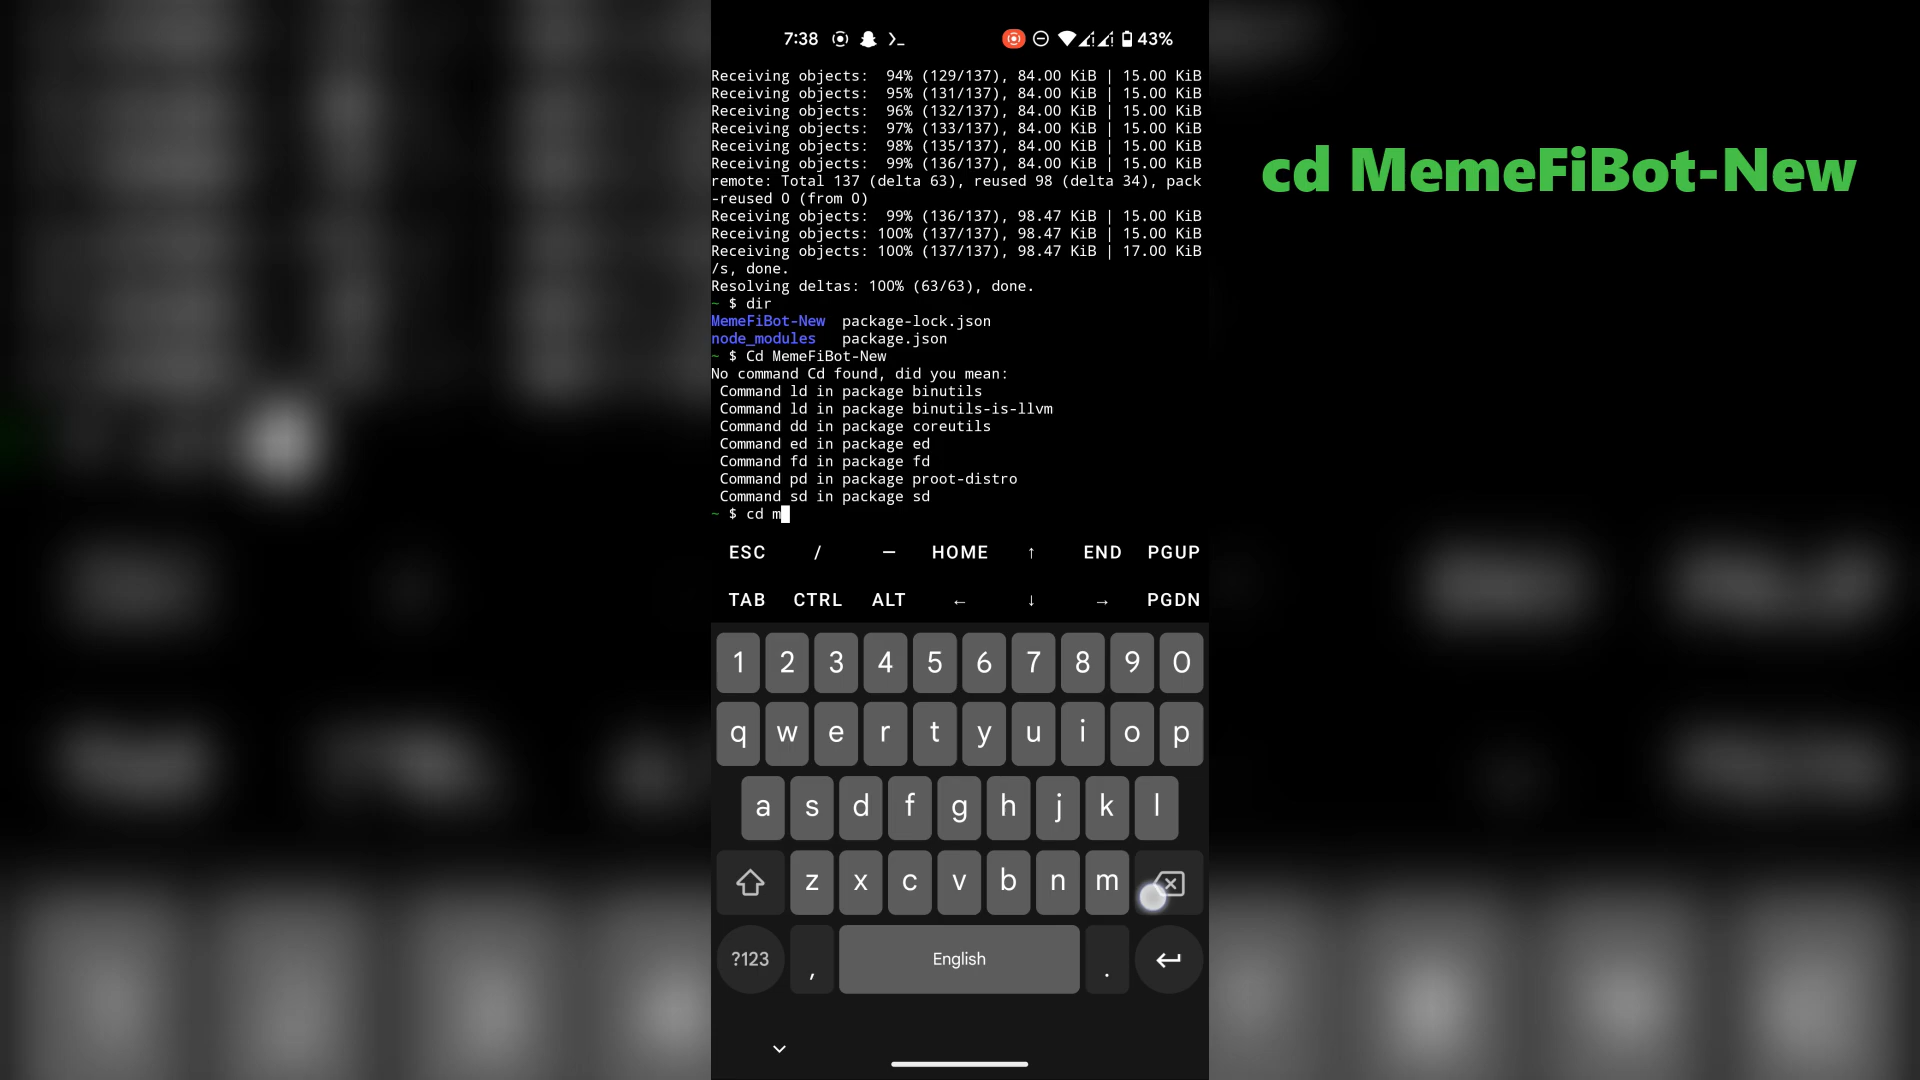 7:38 43%
Receiving objects:  94% (129/137), 84.00 KiB | 15.00 KiB
Receiving objects:  95% (131/137), 84.00 KiB | 15.00 KiB
Receiving objects:  96% (132/137), 84.00 KiB | 15.00 KiB
Receiving objects:  97% (133/137), 84.00 KiB | 15.00 KiB
Receiving objects:  98% (135/137), 84.00 KiB | 15.00 KiB
Receiving objects:  99% (136/137), 84.00 KiB | 15.00 KiB
remote: Total 137 (delta 63), reused 98 (delta 34), pack
-reused 0 (from 0)
Receiving objects:  99% (136/137), 98.47 KiB | 15.00 KiB
Receiving objects: 100% (137/137), 98.47 KiB | 15.00 KiB
Receiving objects: 100% (137/137), 98.47 KiB | 17.00 KiB
/s, done.
Resolving deltas: 100% (63/63), done.
~ $ dir
MemeFiBot-New  package-lock.json
node_modules   package.json
~ $ Cd MemeFiBot-New
No command Cd found, did you mean:
 Command ld in package binutils
 Command ld in package binutils-is-llvm
 Command dd in package coreutils
 Command ed in package ed
 Command fd in package fd
 Command pd in package proot-distro
 Command sd in package sd
~ $ cd m
ESC / — HOME ↑ END PGUP
TAB CTRL ALT ← ↓ → PGDN
1 2 3 4 5 6 7 8 9 0
q w e r t y u i o p
a s d f g h j k l
z x c v b n m
?123 , English .
cd MemeFiBot-New